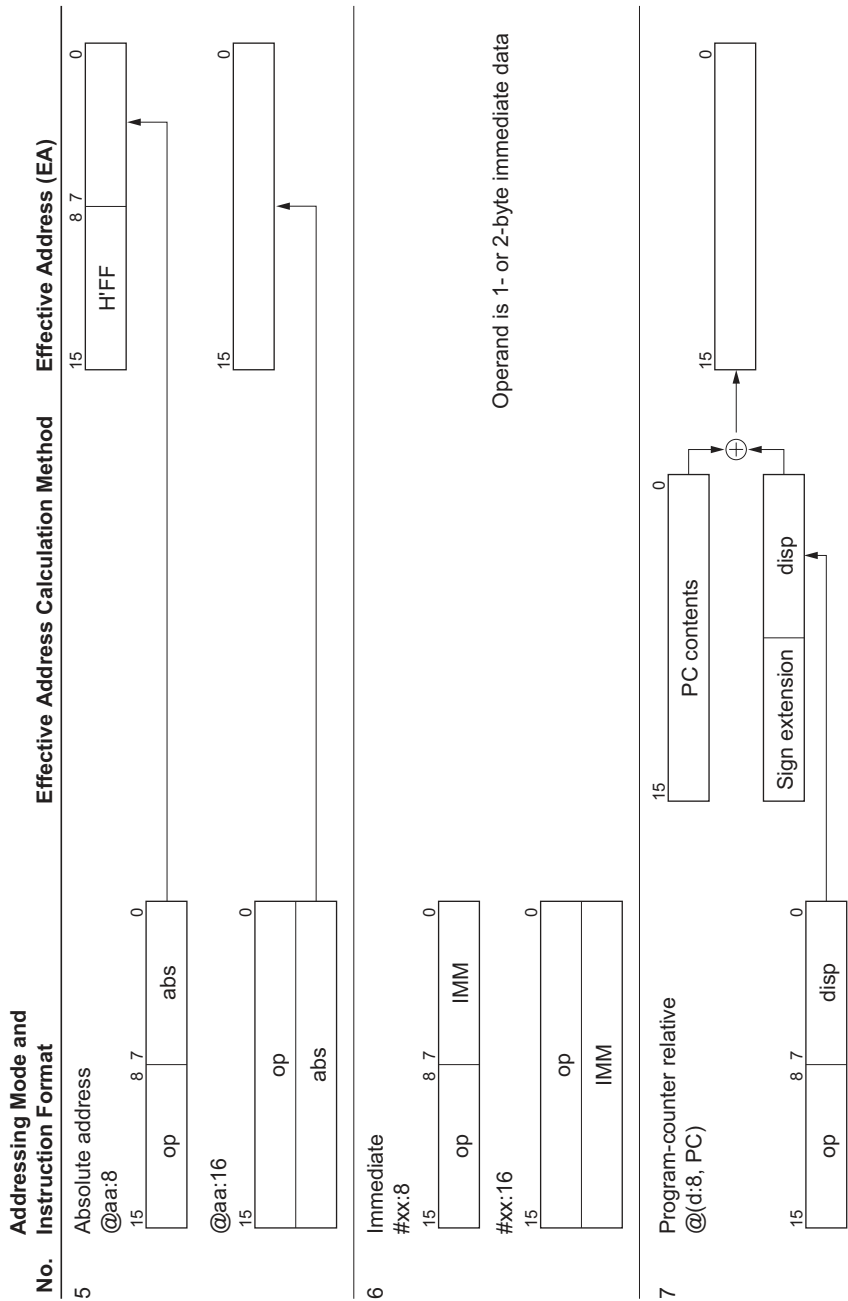 Addressing Mode and
No. Instruction Format Effective Address Calculation Method Effective Address (EA)
5 Absolute address
@aa:8
15 8 7 0 15 8 7 0
op abs H'FF
@aa:16
15 0 15 0
op
abs
6 Immediate
#xx:8
15 8 7 0
op IMM
Operand is 1- or 2-byte immediate data
#xx:16
15 0
op
IMM
7 Program-counter relative
@(d:8, PC)
15 0
PC contents
15 0
Sign extension disp
15 8 7 0
op disp